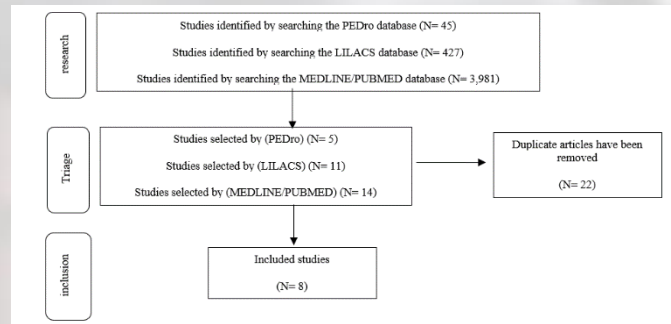 research
Studies identified by searching the PEDro database (N= 45)
Studies identified by searching the LILACS database (N= 427)
Studies identified by searching the MEDLINE/PUBMED database (N= 3,981)
Triage
Studies selected by (PEDro) (N= 5)
Studies selected by (LILACS) (N= 11)
Studies selected by (MEDLINE/PUBMED) (N= 14)
Duplicate articles have been
removed
(N= 22)
inclusion
Included studies
(N= 8)